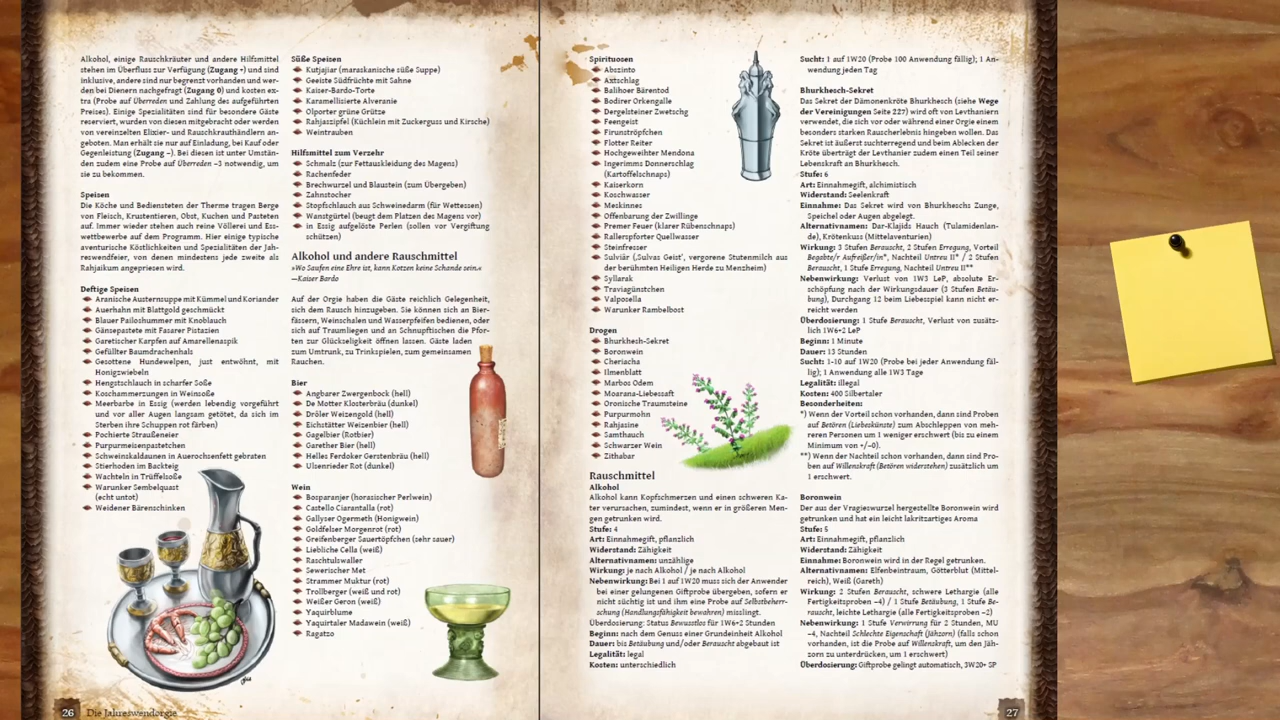 Alkohol, einige Rauschkräuter und andere Hilfsmittel
stehen im Überfluss zur Verfügung (Zugang +) und sind
inklusive, andere sind nur begrenzt vorhanden und wer-
den bei Dienern nachgefragt (Zugang 0) und kosten ex-
tra (Probe auf Überreden und Zahlung des aufgeführten
Preises). Einige Spezialitäten sind für besondere Gäste
reserviert, wurden von diesen mitgebracht oder werden
von vereinzelten Elixier- und Rauschkrauthändlern an-
geboten. Man erhält sie nur auf Einladung, bei Kauf oder
Gegenleistung (Zugang –). Bei diesen ist unter Umstän-
den zudem eine Probe auf Überreden –3 notwendig, um
sie zu bekommen.
Speisen
Die Köche und Bediensteten der Therme tragen Berge
von Fleisch, Krustentieren, Obst, Kuchen und Pasteten
auf. Immer wieder stehen auch reine Völlerei und Ess-
wettbewerbe auf dem Programm. Hier einige typische
aventurische Köstlichkeiten und Spezialitäten der Jah-
reswendfeier, von denen mindestens jede zweite als
Rahjaikum angepriesen wird.
Deftige Speisen
Aranische Austernsuppe mit Kümmel und Koriander
Auerhahn mit Blattgold geschmückt
Blauer Pailoshummer mit Knoblauch
Gänsepastete mit Fasarer Pistazien
Garetischer Karpfen auf Amarellenaspik
Gefüllter Baumdrachenhals
Gesottene Hundewelpen, just entwöhnt, mit
Honigzwiebeln
Hengstschlauch in scharfer Soße
Koschammerzungen in Weinsoße
Meerbarbe in Essig (werden lebendig vorgeführt
und vor aller Augen langsam getötet, da sich im
Sterben ihre Schuppen rot färben)
Pochierte Straußeneier
Purpurmeisenpastetchen
Schweinskaldaunen in Auerochsenfett gebraten
Stierhoden im Backteig
Wachteln in Trüffelsoße
Warunker Sembelquast
(echt untot)
Weidener Bärenschinken
26 Die Jahreswendorgie
Süße Speisen
Kutjajiar (maraskanische süße Suppe)
Geeiste Südfrüchte mit Sahne
Kaiser-Bardo-Torte
Karamellisierte Alveranie
Olporter grüne Grütze
Rahjaszipfel (Küchlein mit Zuckerguss und Kirsche)
Weintrauben
Hilfsmittel zum Verzehr
Schmalz (zur Fettauskleidung des Magens)
Rachenfeder
Brechwurzel und Blaustein (zum Übergeben)
Zahnstocher
Stopfschlauch aus Schweinedarm (für Wettessen)
Wanstgürtel (beugt dem Platzen des Magens vor)
in Essig aufgelöste Perlen (sollen vor Vergiftung
schützen)
Alkohol und andere Rauschmittel
»Wo Saufen eine Ehre ist, kann Kotzen keine Schande sein.«
—Kaiser Bardo
Auf der Orgie haben die Gäste reichlich Gelegenheit,
sich dem Rausch hinzugeben. Sie können sich an Bier-
fässern, Weinschalen und Wasserpfeifen bedienen, oder
sich auf Traumliegen und an Schnupftischen die Pfor-
ten zur Glückseligkeit öffnen lassen. Gäste laden
zum Umtrunk, zu Trinkspielen, zum gemeinsamen
Rauchen.
Bier
Angbarer Zwergenbock (hell)
De Motter Klosterbräu (dunkel)
Dröler Weizengold (hell)
Eichstätter Weizenbier (hell)
Gagelbier (Rotbier)
Garether Bier (hell)
Helles Ferdoker Gerstenbräu (hell)
Ulsenrieder Rot (dunkel)
Wein
Bosparanjer (horasischer Perlwein)
Castello Ciarantalla (rot)
Gallyser Ogermeth (Honigwein)
Goldfelser Morgenrot (rot)
Greifenberger Sauertöpfchen (sehr sauer)
Liebliche Cella (weiß)
Raschtulswaller
Sewerischer Met
Strammer Muktur (rot)
Trollberger (weiß und rot)
Weißer Geron (weiß)
Yaquirblume
Yaquirtaler Madawein (weiß)
Ragatzo
Spirituosen
Abszinto
Axtschlag
Balihoer Bärentod
Bodirer Orkengalle
Dergelsteiner Zwetschg
Feengeist
Firunströpfchen
Flotter Reiter
Hochgeweihter Mendona
Ingerimms Donnerschlag
(Kartoffelschnaps)
Kaiserkorn
Koschwasser
Meskinnes
Offenbarung der Zwillinge
Premer Feuer (klarer Rübenschnaps)
Rallerspforter Quellwasser
Steinfresser
Sulviär (‚Sulvas Geist‘, vergorene Stutenmilch aus
der berühmten Heiligen Herde zu Menzheim)
Syllarak
Traviagünstchen
Valposella
Warunker Rambelbost
Drogen
Bhurkhesch-Sekret
Boronwein
Cheriacha
Ilmenblatt
Marbos Odem
Moarana-Liebessaft
Oronische Traumsteine
Purpurmohn
Rahjasine
Samthauch
Schwarzer Wein
Zithabar
Rauschmittel
Alkohol
Alkohol kann Kopfschmerzen und einen schweren Ka-
ter verursachen, zumindest, wenn er in größeren Men-
gen getrunken wird.
Stufe: 4
Art: Einnahmegift, pflanzlich
Widerstand: Zähigkeit
Alternativnamen: unzählige
Wirkung: je nach Alkohol / je nach Alkohol
Nebenwirkung: Bei 1 auf 1W20 muss sich der Anwender
bei einer gelungenen Giftprobe übergeben, sofern er
nicht süchtig ist und ihm eine Probe auf Selbstbeherr-
schung (Handlungsfähigkeit bewahren) misslingt.
Überdosierung: Status Bewusstlos für 1W6+2 Stunden
Beginn: nach dem Genuss einer Grundeinheit Alkohol
Dauer: bis Betäubung und/oder Berauscht abgebaut ist
Legalität: legal
Kosten: unterschiedlich
Sucht: 1 auf 1W20 (Probe 100 Anwendung fällig); 1 An-
wendung jeden Tag
Bhurkhesch-Sekret
Das Sekret der Dämonenkröte Bhurkhesch (siehe Wege
der Vereinigungen Seite 227) wird oft von Levthaniern
verwendet, die sich vor oder während einer Orgie einem
besonders starken Rauscherlebnis hingeben wollen. Das
Sekret ist äußerst suchterregend und beim Ablecken der
Kröte überträgt der Levthanier zudem einen Teil seiner
Lebenskraft an Bhurkhesch.
Stufe: 6
Art: Einnahmegift, alchimistisch
Widerstand: Seelenkraft
Einnahme: Das Sekret wird von Bhurkheschs Zunge,
Speichel oder Augen abgelegt.
Alternativnamen: Dar-Klajids Hauch (Tulamidenlan-
de), Krötenkuss (Mittelaventurien)
Wirkung: 3 Stufen Berauscht, 2 Stufen Erregung, Vorteil
Begabte/r Aufreißer/in*, Nachteil Untreu II* / 2 Stufen
Berauscht, 1 Stufe Erregung, Nachteil Untreu II**
Nebenwirkung: Verlust von 1W3 LeP, absolute Er-
schöpfung nach der Wirkungsdauer (3 Stufen Betäu-
bung), Durchgang 12 beim Liebesspiel kann nicht er-
reicht werden
Überdosierung: 1 Stufe Berauscht, Verlust von zusätz-
lich 1W6+2 LeP
Beginn: 1 Minute
Dauer: 13 Stunden
Sucht: 1-10 auf 1W20 (Probe bei jeder Anwendung fäl-
lig); 1 Anwendung alle 1W3 Tage
Legalität: illegal
Kosten: 400 Silbertaler
Besonderheiten:
*) Wenn der Vorteil schon vorhanden, dann sind Proben
auf Betören (Liebeskünste) zum Abschleppen von meh-
reren Personen um 1 weniger erschwert (bis zu einem
Minimum von +/–0).
**) Wenn der Nachteil schon vorhanden, dann sind Pro-
ben auf Willenskraft (Betören widerstehen) zusätzlich um
1 erschwert.
Boronwein
Der aus der Vragieswurzel hergestellte Boronwein wird
getrunken und hat ein leicht lakritzartiges Aroma
Stufe: 5
Art: Einnahmegift, pflanzlich
Widerstand: Zähigkeit
Einnahme: Boronwein wird in der Regel getrunken.
Alternativnamen: Elfenbeintraum, Götterblut (Mittel-
reich), Weiß (Gareth)
Wirkung: 2 Stufen Berauscht, schwere Lethargie (alle
Fertigkeitsproben –4) / 1 Stufe Betäubung, 1 Stufe Be-
rauscht, leichte Lethargie (alle Fertigkeitsproben –2)
Nebenwirkung: 1 Stufe Verwirrung für 2 Stunden, MU
–4, Nachteil Schlechte Eigenschaft (Jähzorn) (falls schon
vorhanden, ist die Probe auf Willenskraft, um den Jäh-
zorn zu unterdrücken, um 1 erschwert)
Überdosierung: Giftprobe gelingt automatisch, 3W20+ SP
27